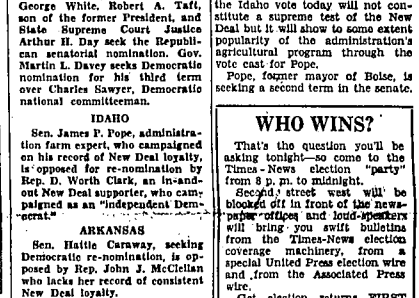 George White, Robert A. Taft,
son of the former President, and
State Supreme Court Justice
Arthur H. Day seek the Republi-
can senatorial nomination. Gov.
Martin L. Davey seeks Democratic
nomination for his third term
over Charles Sawyer, Democratic
national committeeman.
IDAHO
Sen. James P. Pope, administra-
tion farm expert, who campaigned
on his record of New Deal loyalty,
is opposed for re-nomination by
Rep. D. Worth Clark, an in-and-
out New Deal supporter, who cam-
paigned as an "independent Dem-
ocrat."
ARKANSAS
Sen. Hattie Caraway, seeking
Democratic re-nomination, is op-
posed by Rep. John J. McClellan
who lacks her record of consistent
New Deal loyalty.
the Idaho vote today will not con-
stitute a supreme test of the New
Deal but it will show to some extent
popularity of the administration's
agricultural program through the
vote cast for Pope.
Pope, former mayor of Boise, is
seeking a second term in the senate.
WHO WINS?
That's the question you'll be
asking tonight—so come to the
Times-News election "party"
from 8 p. m. to midnight.
Second street west will be
blocked off in front of the news-
paper offices and loud-speakers
will bring you swift bulletins
from the Times-News election
coverage machinery, from a
special United Press election wire
and from the Associated Press
wire.
Get election returns FIRST